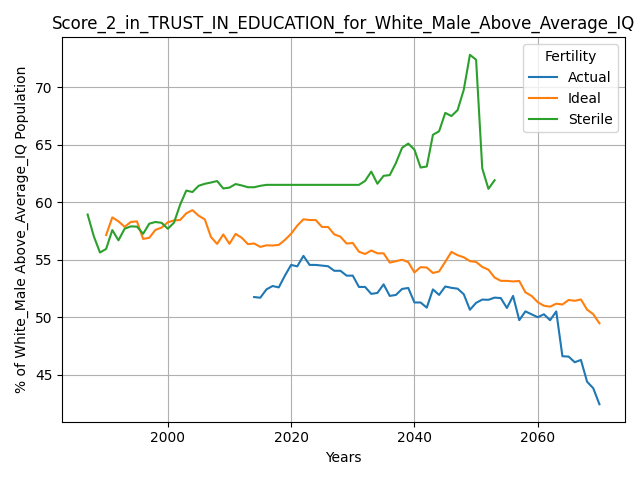 Score_2_in_TRUST_IN_EDUCATION_for_White_Male_Above_Average_IQ
% of White_Male Above_Average_IQ Population
70
65
60
55
50
45
2000
2020
2040
2060
Years
Fertility
Actual
Ideal
Sterile